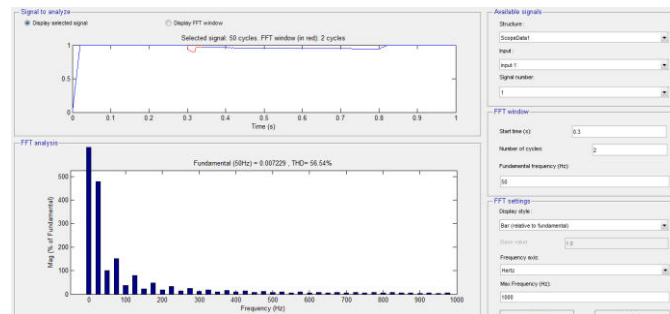 Signal to analyze
Display selected signal
Display FFT window
Selected signal: 50 cycles. FFT window (in red): 2 cycles
1
0.5
0
0 0.1 0.2 0.3 0.4 0.5 0.6 0.7 0.8 0.9 1
Time (s)
FFT analysis
Fundamental (50Hz) = 0.007229 , THD= 56.54%
Mag (% of Fundamental)
500
400
300
200
100
0
0 100 200 300 400 500 600 700 800 900 1000
Frequency (Hz)
Available signals
Structure :
ScopeData1
Input :
input 1
Signal number:
1
FFT window
Start time (s):
0.3
Number of cycles:
2
Fundamental frequency (Hz):
50
FFT settings
Display style :
Bar (relative to fundamental)
Base value:
1.0
Frequency axis:
Hertz
Max Frequency (Hz):
1000